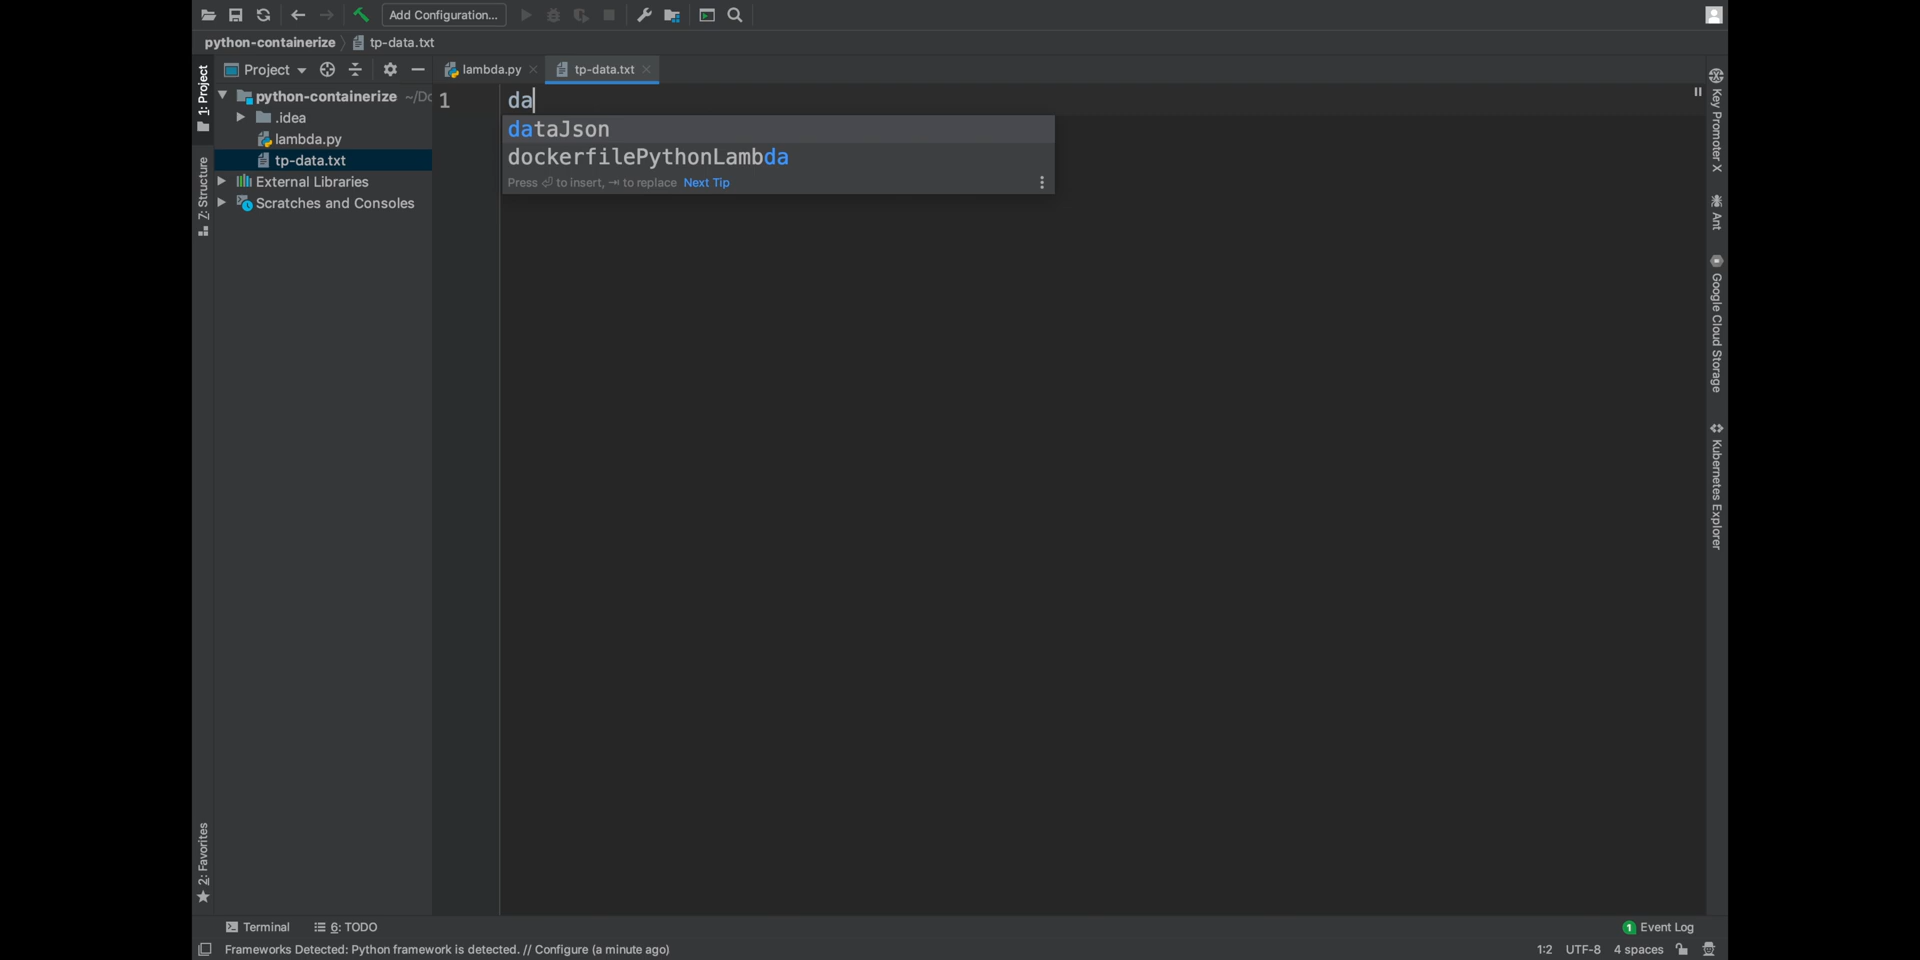 Add Configuration...
python-containerize
tp-data.txt
1: Project
Project
lambda.py
tp-data.txt
python-containerize ~/Do
.idea
lambda.py
tp-data.txt
External Libraries
Scratches and Consoles
Z: Structure
2: Favorites
1
da
dataJson
dockerfilePythonLambda
Press ⏎ to insert, ⇥ to replace Next Tip
Key Promoter X
Ant
Google Cloud Storage
Kubernetes Explorer
Terminal
6: TODO
1 Event Log
Frameworks Detected: Python framework is detected. // Configure (a minute ago)
1:2 UTF-8 4 spaces